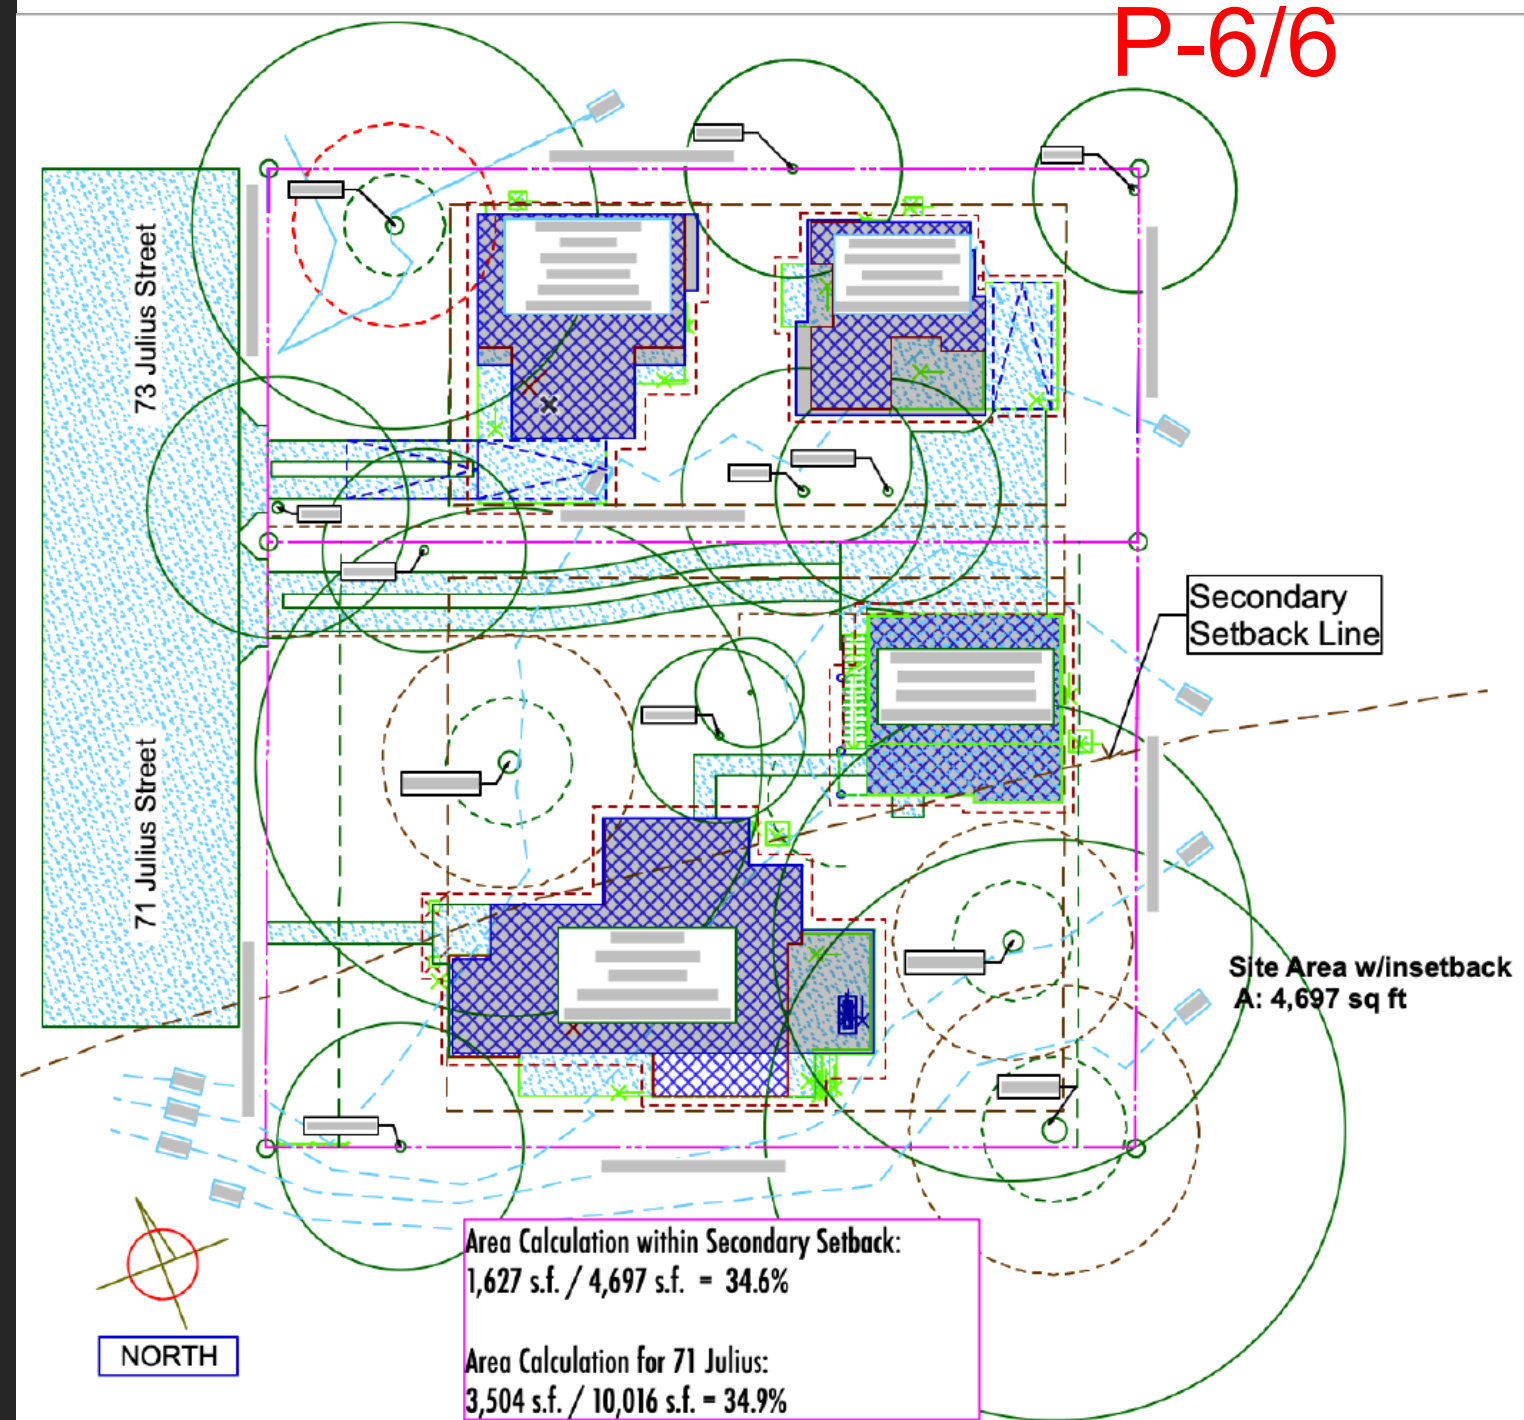 P-6/6
73 Julius Street
71 Julius Street
Secondary
Setback Line
Site Area w/insetback
A: 4,697 sq ft
Area Calculation within Secondary Setback:
1,627 s.f. / 4,697 s.f. = 34.6%
Area Calculation for 71 Julius:
3,504 s.f. / 10,016 s.f. = 34.9%
NORTH